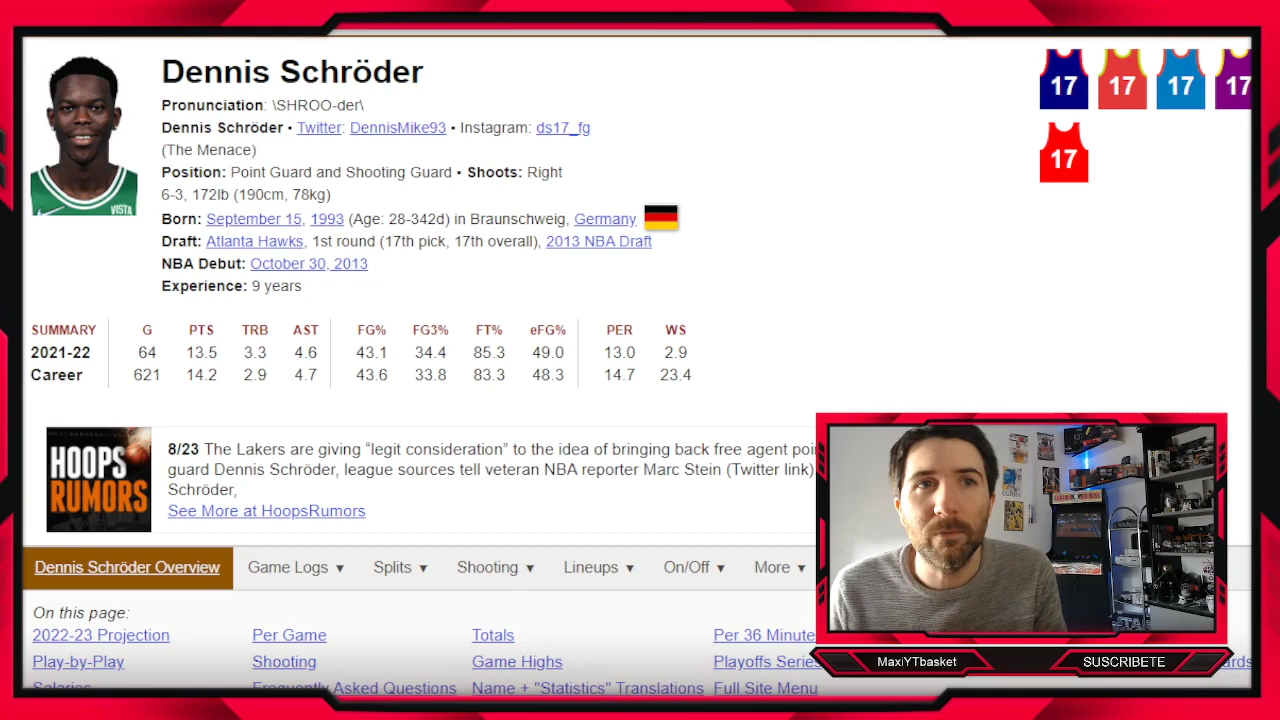 Dennis Schröder
Pronunciation: \SHROO-der\
Dennis Schröder ▪ Twitter: DennisMike93 ▪ Instagram: ds17_fg
(The Menace)
Position: Point Guard and Shooting Guard ▪ Shoots: Right
6-3, 172lb (190cm, 78kg)
Born: September 15, 1993 (Age: 28-342d) in Braunschweig, Germany
Draft: Atlanta Hawks, 1st round (17th pick, 17th overall), 2013 NBA Draft
NBA Debut: October 30, 2013
Experience: 9 years
17 17 17 17
17
VISTA
SUMMARY G PTS TRB AST FG% FG3% FT% eFG% PER WS
2021-22 64 13.5 3.3 4.6 43.1 34.4 85.3 49.0 13.0 2.9
Career 621 14.2 2.9 4.7 43.6 33.8 83.3 48.3 14.7 23.4
HOOPS
RUMORS
8/23 The Lakers are giving “legit consideration” to the idea of bringing back free agent poi
guard Dennis Schröder, league sources tell veteran NBA reporter Marc Stein (Twitter link)
Schröder,
See More at HoopsRumors
Dennis Schröder Overview Game Logs ▼ Splits ▼ Shooting ▼ Lineups ▼ On/Off ▼ More ▼
On this page:
2022-23 Projection Per Game Totals Per 36 Minute
Play-by-Play Shooting Game Highs Playoffs Series
Salaries Frequently Asked Questions Name + "Statistics" Translations Full Site Menu
CURRY
NBA JAM
MaxiYTbasket
SUSCRIBETE